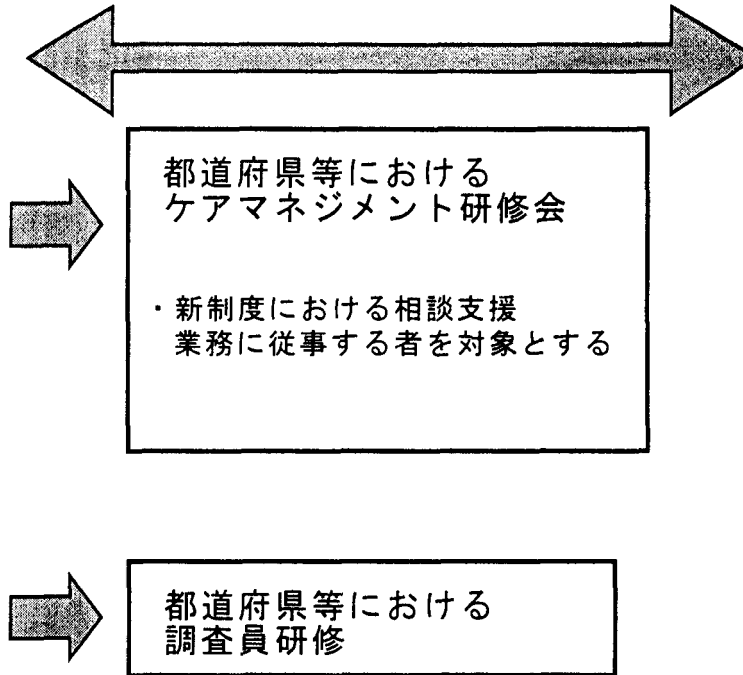 都道府県等における
ケアマネジメント研修会
・新制度における相談支援
業務に従事する者を対象とする
都道府県等における
調査員研修